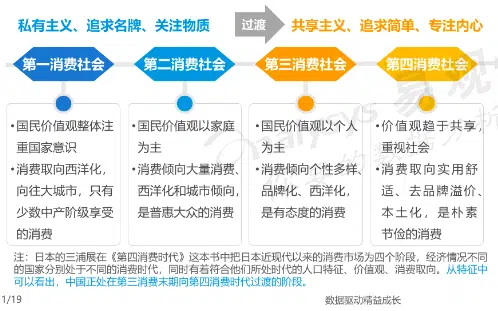 私有主义、追求名牌、关注物质
过渡
共享主义、追求简单、专注内心
第一消费社会
第二消费社会
第三消费社会
第四消费社会
•国民价值观整体注
重国家意识
•消费取向西洋化，
向往大城市，只有
少数中产阶级享受
的消费
•国民价值观以家庭
为主
•消费倾向大量消费、
西洋化和城市倾向，
是普惠大众的消费
•国民价值观以个人
为主
•消费倾向个性多样、
品牌化、西洋化，
是有态度的消费
•价值观趋于共享，
重视社会
•消费取向实用舒
适、去品牌溢价、
本土化，是朴素
节俭的消费
注：日本的三浦展在《第四消费时代》这本书中把日本近现代以来的消费市场为四个阶段，经济情况不同
的国家分别处于不同的消费时代，同时有着符合他们所处时代的人口特征、价值观、消费取向。从特征中
可以看出，中国正处在第三消费末期向第四消费时代过渡的阶段。
1/19
数据驱动精益成长